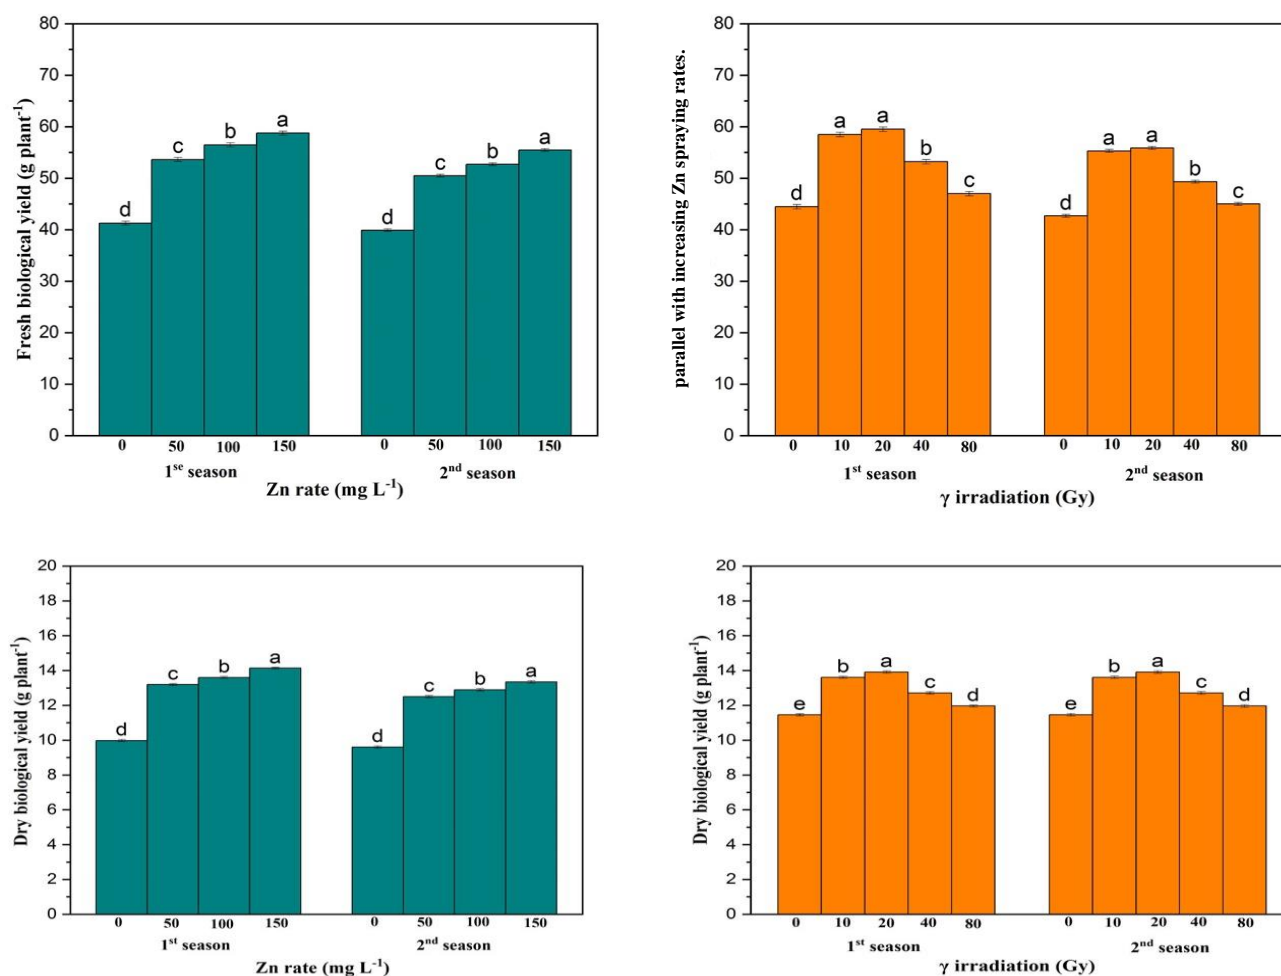 Fresh biological yield (g plant⁻¹)
80
70
60
50
40
30
20
10
0
d
c
b
a
d
c
b
a
0 50 100 150 0 50 100 150
1ˢᵉ season 2ⁿᵈ season
Zn rate (mg L⁻¹)
parallel with increasing Zn spraying rates.
80
70
60
50
40
30
20
10
0
d
a
a
b
c
d
a
a
b
c
0 10 20 40 80 0 10 20 40 80
1ˢᵗ season 2ⁿᵈ season
γ irradiation (Gy)
Dry biological yield (g plant⁻¹)
20
18
16
14
12
10
8
6
4
2
0
d
c
b
a
d
c
b
a
0 50 100 150 0 50 100 150
1ˢᵗ season 2ⁿᵈ season
Zn rate (mg L⁻¹)
Dry biological yield (g plant⁻¹)
20
18
16
14
12
10
8
6
4
2
0
e
b
a
c
d
e
b
a
c
d
0 10 20 40 80 0 10 20 40 80
1ˢᵗ season 2ⁿᵈ season
γ irradiation (Gy)